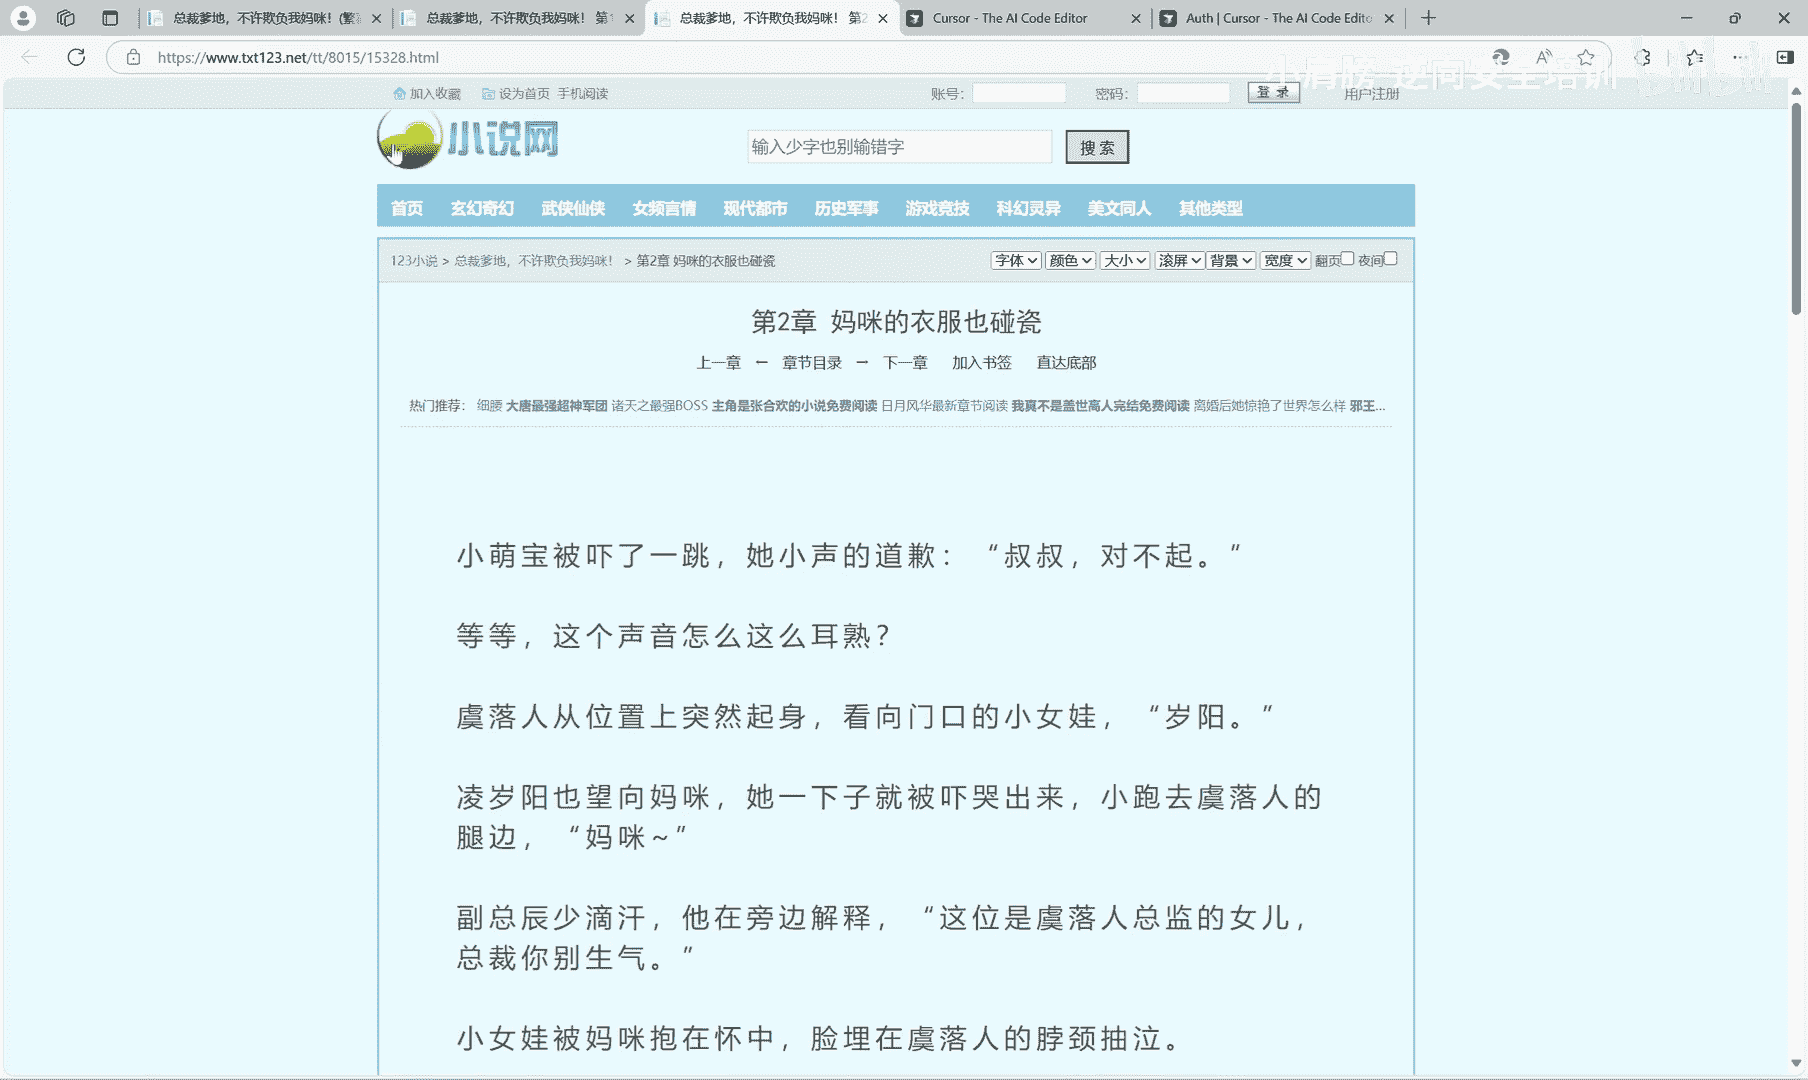 总裁爹地，不许欺负我妈咪！(繁
总裁爹地，不许欺负我妈咪！ 第1
总裁爹地，不许欺负我妈咪！ 第2
Cursor - The AI Code Editor
Auth | Cursor - The AI Code Edito
https://www.txt123.net/tt/8015/15328.html
小肩膀 逆向安全培训
bilibili
加入收藏 设为首页 手机阅读 账号： 密码： 登 录 用户注册
小说网
输入少字也别输错字 搜 索
首页 玄幻奇幻 武侠仙侠 女频言情 现代都市 历史军事 游戏竞技 科幻灵异 美文同人 其他类型
123小说 > 总裁爹地，不许欺负我妈咪！ > 第2章 妈咪的衣服也碰瓷 字体 颜色 大小 滚屏 背景 宽度 翻页 夜间
第2章 妈咪的衣服也碰瓷
上一章 ← 章节目录 → 下一章 加入书签 直达底部
热门推荐： 细腰 大唐最强超神军团 诸天之最强BOSS 主角是张合欢的小说免费阅读 日月风华最新章节阅读 我真不是盖世高人完结免费阅读 离婚后她惊艳了世界怎么样 邪王...
小萌宝被吓了一跳，她小声的道歉：“叔叔，对不起。”
等等，这个声音怎么这么耳熟？
虞落人从位置上突然起身，看向门口的小女娃，“岁阳。”
凌岁阳也望向妈咪，她一下子就被吓哭出来，小跑去虞落人的
腿边，“妈咪~”
副总辰少滴汗，他在旁边解释，“这位是虞落人总监的女儿，
总裁你别生气。”
小女娃被妈咪抱在怀中，脸埋在虞落人的脖颈抽泣。